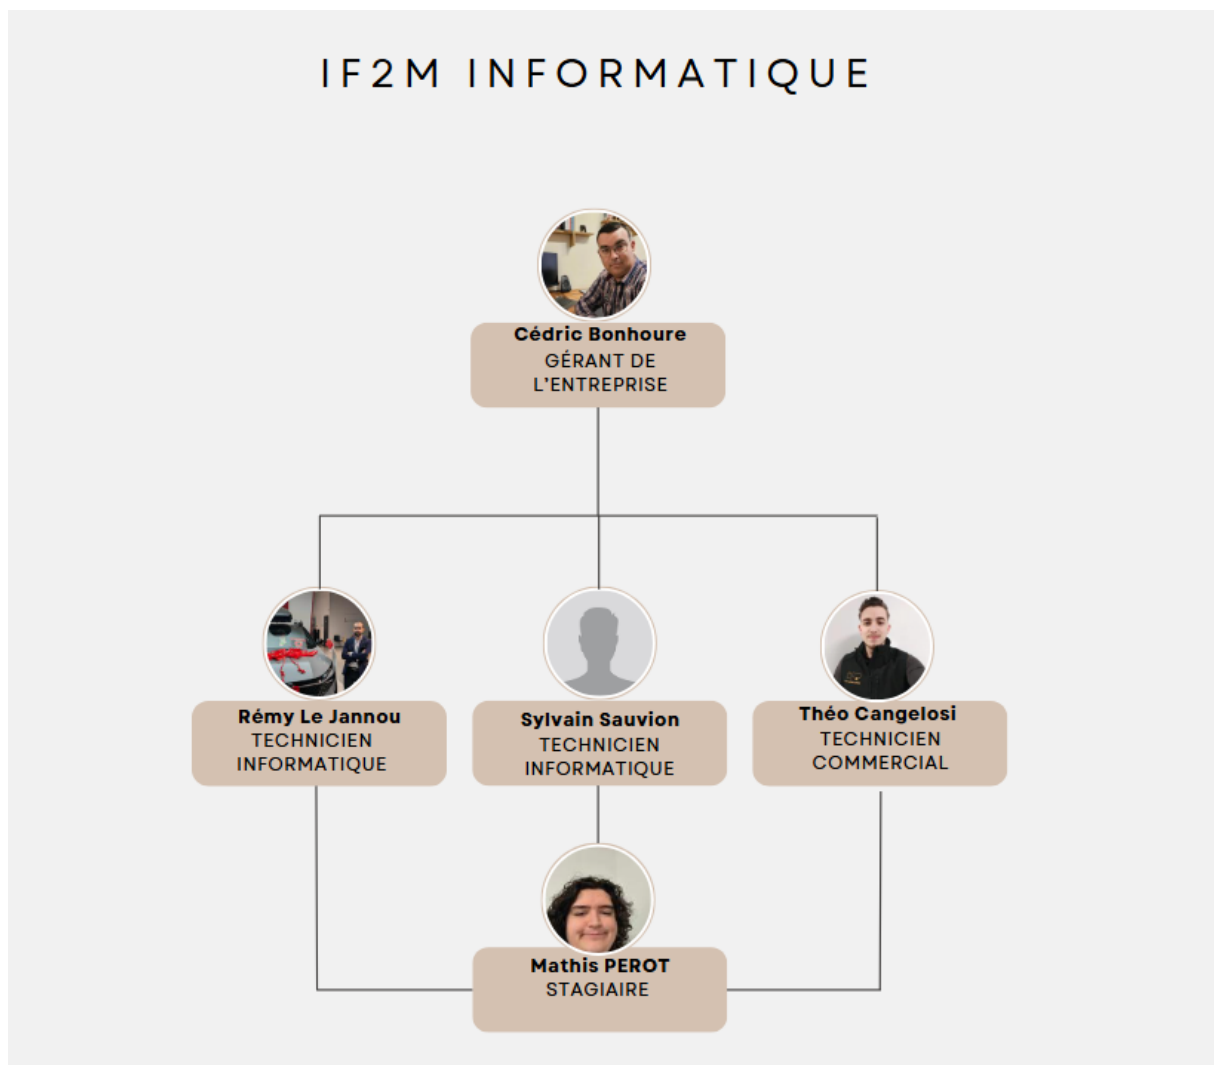 IF2M INFORMATIQUE
Cédric Bonhoure
GÉRANT DE
L'ENTREPRISE
Rémy Le Jannou
TECHNICIEN
INFORMATIQUE
Sylvain Sauvion
TECHNICIEN
INFORMATIQUE
Théo Cangelosi
TECHNICIEN
COMMERCIAL
Mathis PEROT
STAGIAIRE